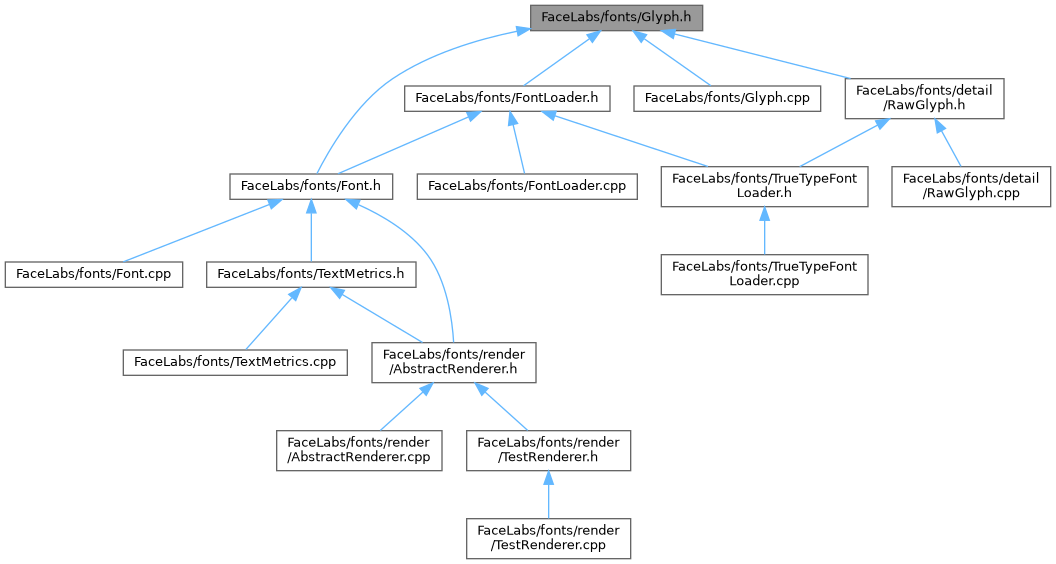 FaceLabs/fonts/Glyph.h
FaceLabs/fonts/FontLoader.h
FaceLabs/fonts/Glyph.cpp
FaceLabs/fonts/detail
/RawGlyph.h
FaceLabs/fonts/Font.h
FaceLabs/fonts/FontLoader.cpp
FaceLabs/fonts/TrueTypeFont
Loader.h
FaceLabs/fonts/detail
/RawGlyph.cpp
FaceLabs/fonts/Font.cpp
FaceLabs/fonts/TextMetrics.h
FaceLabs/fonts/TrueTypeFont
Loader.cpp
FaceLabs/fonts/TextMetrics.cpp
FaceLabs/fonts/render
/AbstractRenderer.h
FaceLabs/fonts/render
/AbstractRenderer.cpp
FaceLabs/fonts/render
/TestRenderer.h
FaceLabs/fonts/render
/TestRenderer.cpp